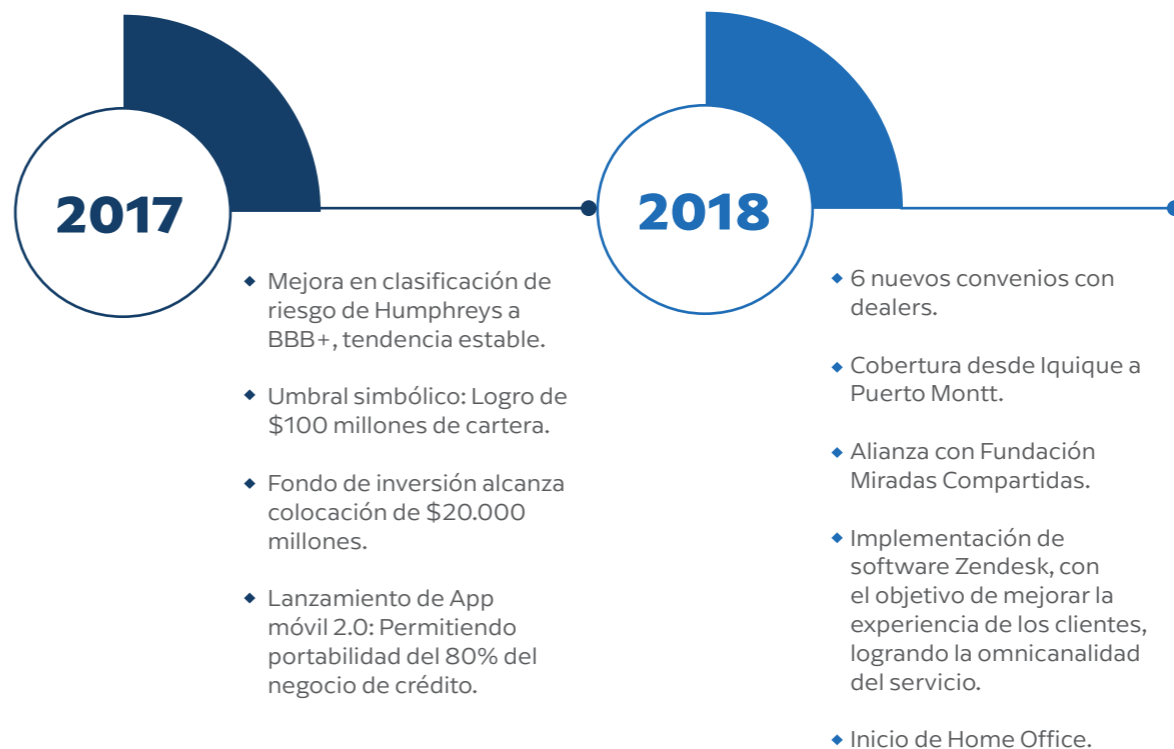 2017
Mejora en clasificación de
riesgo de Humphreys a
BBB+, tendencia estable.
Umbral simbólico: Logro de
$100 millones de cartera.
Fondo de inversión alcanza
colocación de $20.000
millones.
Lanzamiento de App
móvil 2.0: Permitiendo
portabilidad del 80% del
negocio de crédito.
2018
6 nuevos convenios con
dealers.
Cobertura desde Iquique a
Puerto Montt.
Alianza con Fundación
Miradas Compartidas.
Implementación de
software Zendesk, con
el objetivo de mejorar la
experiencia de los clientes,
logrando la omnicanalidad
del servicio.
Inicio de Home Office.